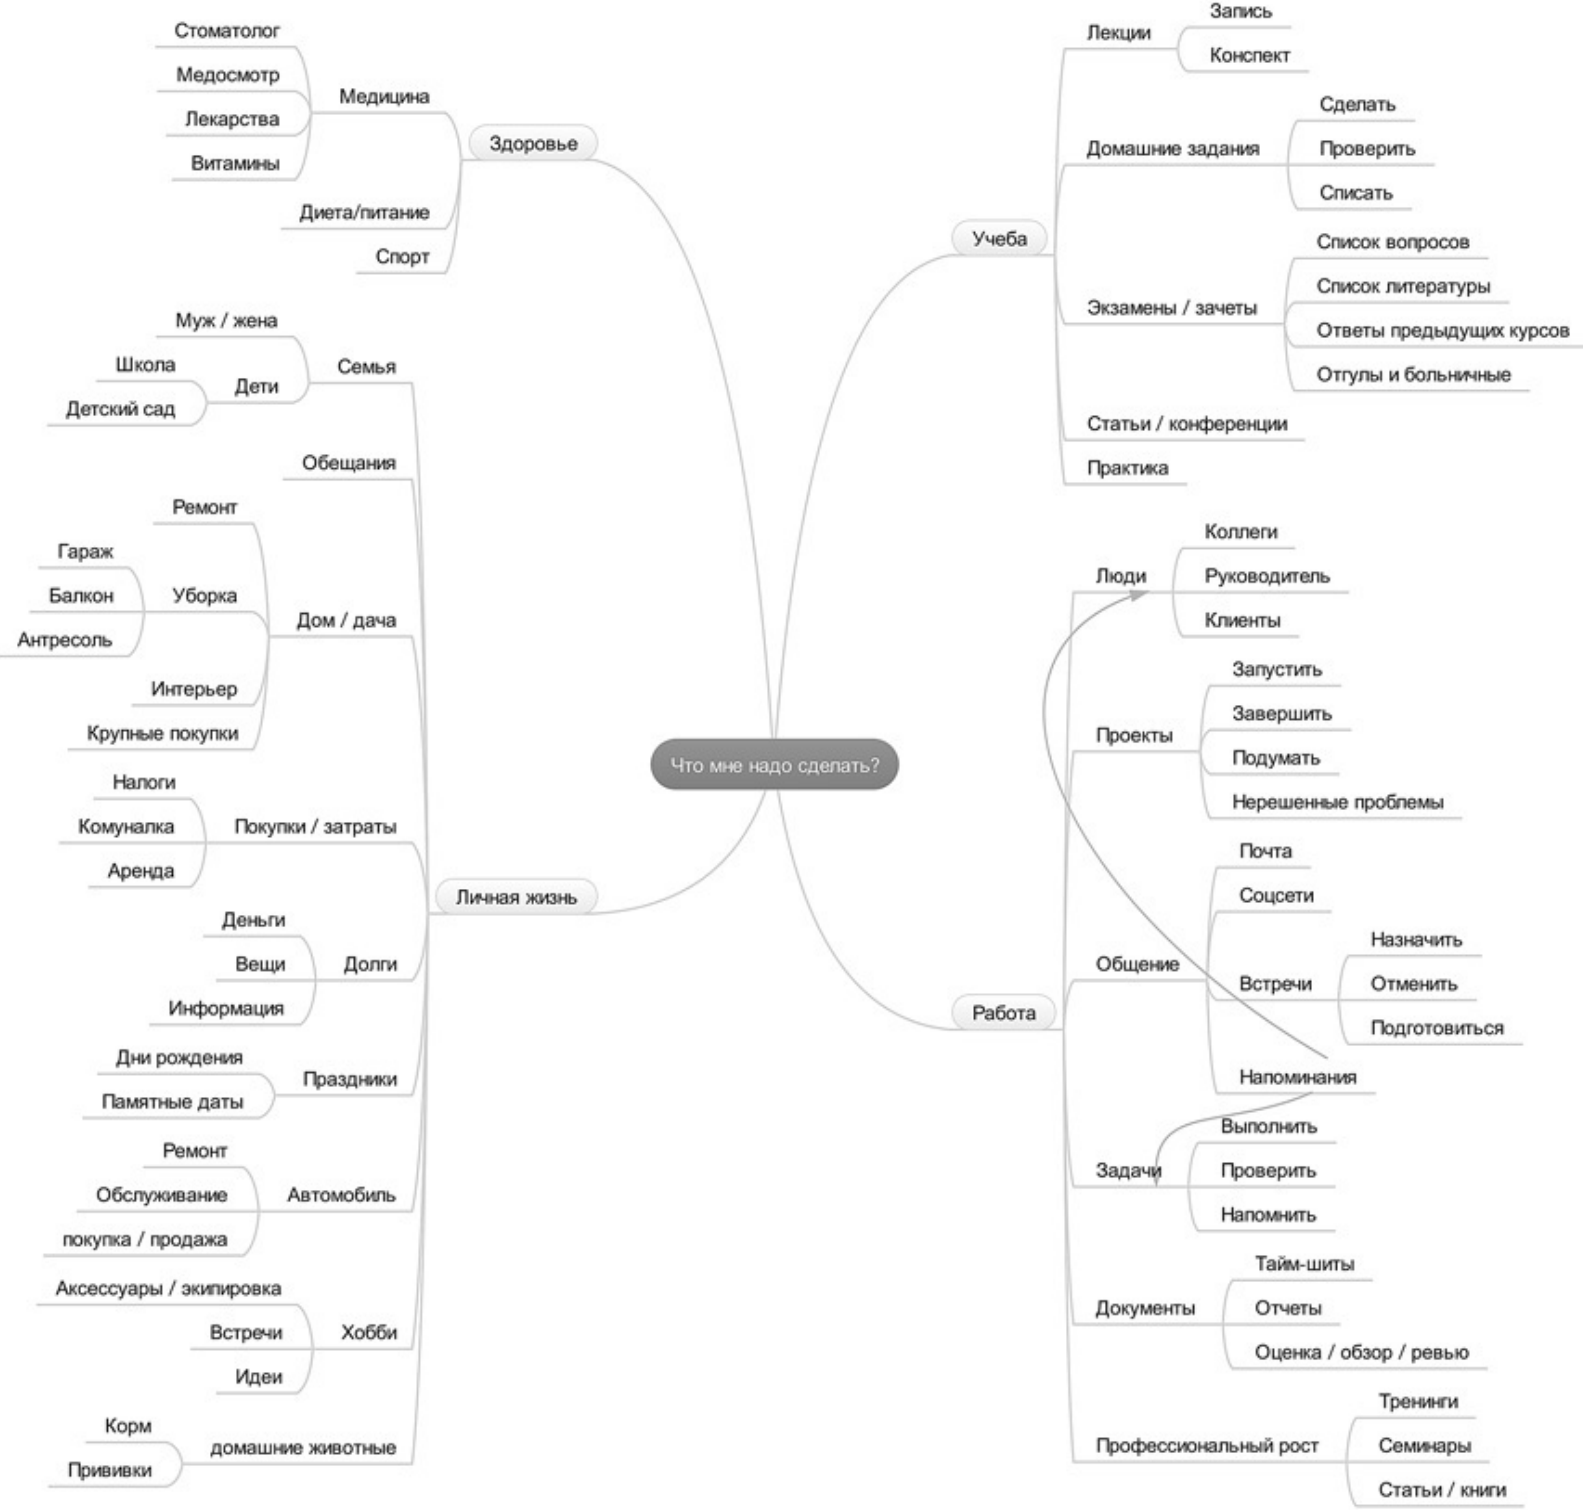 Что мне надо сделать?
Здоровье
Медицина
Стоматолог
Медосмотр
Лекарства
Витамины
Диета/питание
Спорт
Личная жизнь
Семья
Муж / жена
Дети
Школа
Детский сад
Обещания
Дом / дача
Ремонт
Уборка
Гараж
Балкон
Антресоль
Интерьер
Крупные покупки
Покупки / затраты
Налоги
Комуналка
Аренда
Долги
Деньги
Вещи
Информация
Праздники
Дни рождения
Памятные даты
Автомобиль
Ремонт
Обслуживание
покупка / продажа
Хобби
Аксессуары / экипировка
Встречи
Идеи
домашние животные
Корм
Прививки
Учеба
Лекции
Запись
Конспект
Домашние задания
Сделать
Проверить
Списать
Экзамены / зачеты
Список вопросов
Список литературы
Ответы предыдущих курсов
Отгулы и больничные
Статьи / конференции
Практика
Работа
Люди
Коллеги
Руководитель
Клиенты
Проекты
Запустить
Завершить
Подумать
Нерешенные проблемы
Общение
Почта
Соцсети
Встречи
Назначить
Отменить
Подготовиться
Напоминания
Задачи
Выполнить
Проверить
Напомнить
Документы
Тайм-шиты
Отчеты
Оценка / обзор / ревью
Профессиональный рост
Тренинги
Семинары
Статьи / книги